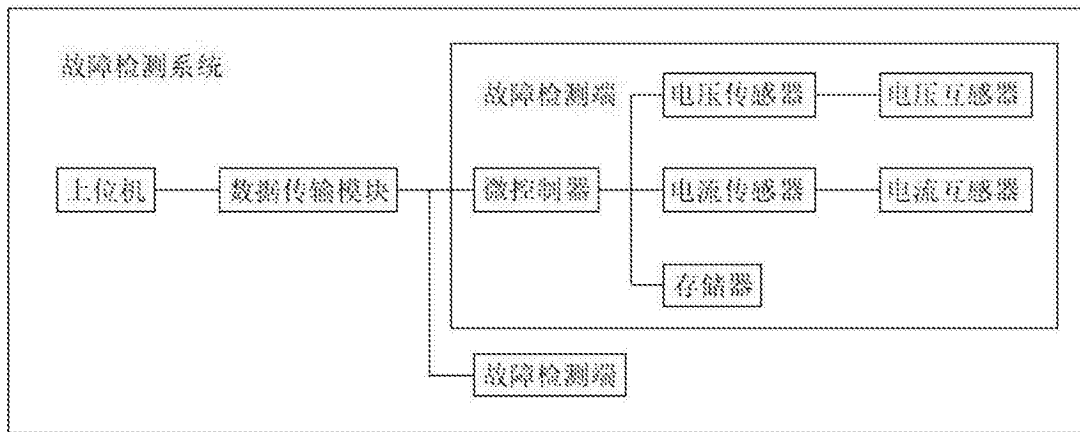 故障检测系统
故障检测端
电压传感器
电压互感器
上位机
数据传输模块
微控制器
电流传感器
电流互感器
存储器
故障检测端